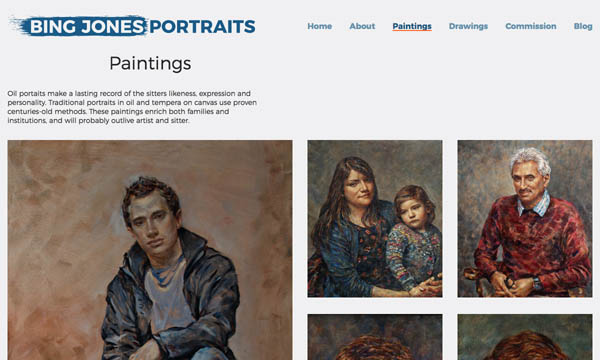 BING JONES PORTRAITS
Home About Paintings Drawings Commission Blog
Paintings
Oil portaits make a lasting record of the sitters likeness, expression and
personality. Traditional portraits in oil and tempera on canvas use proven
centuries-old methods. These paintings enrich both families and
institutions, and will probably outlive artist and sitter.